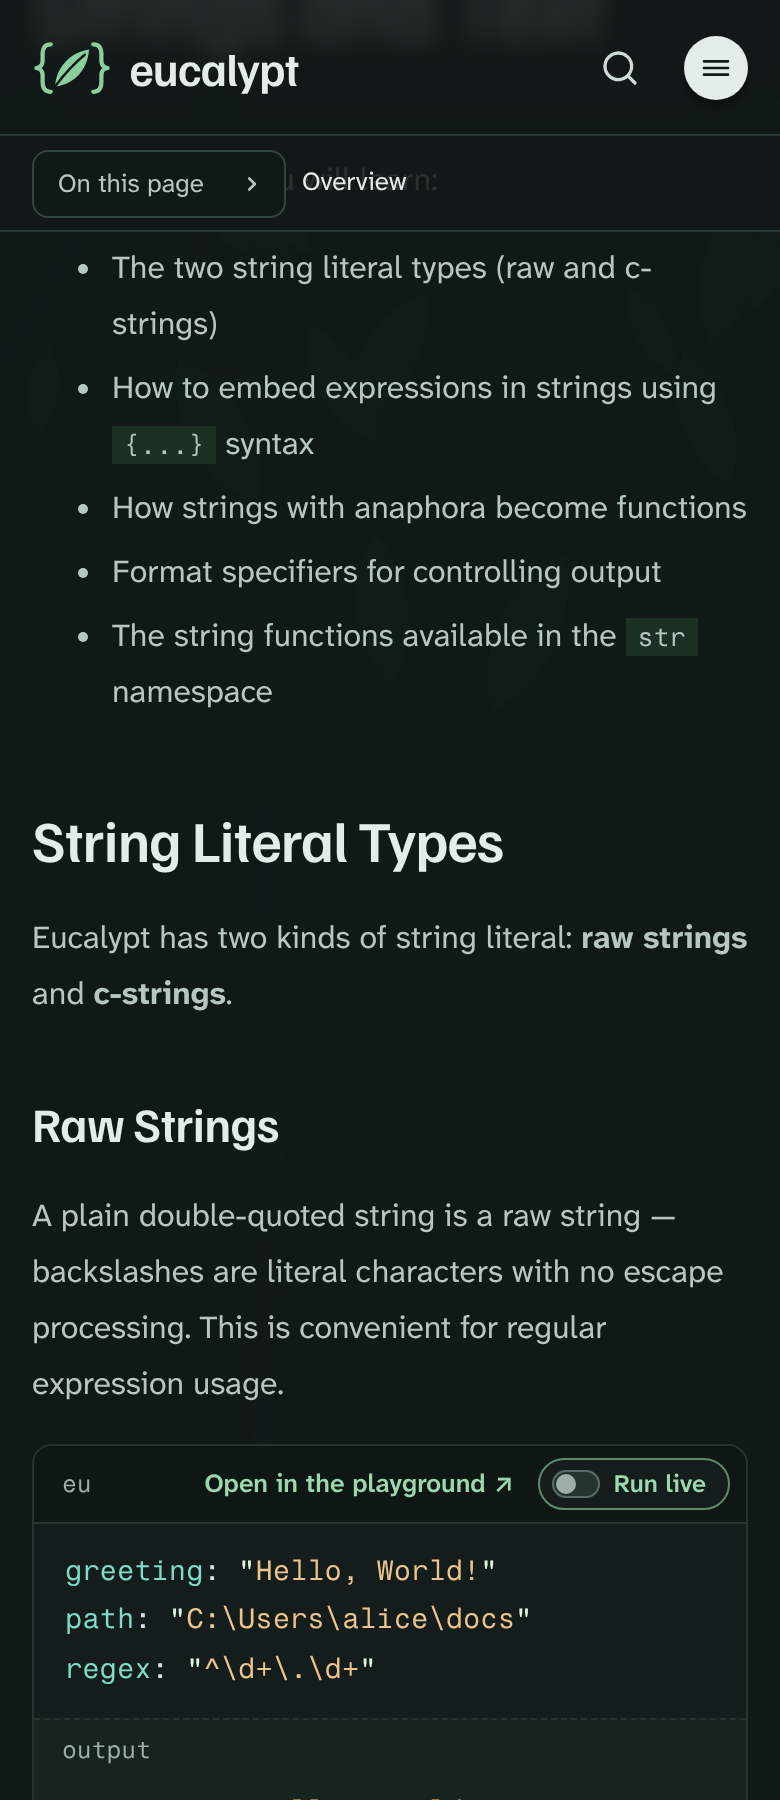 eucalypt
On this page
Overview
The two string literal types (raw and c-
strings)
How to embed expressions in strings using
{...} syntax
How strings with anaphora become functions
Format specifiers for controlling output
The string functions available in the str
namespace
String Literal Types
Eucalypt has two kinds of string literal: raw strings
and c-strings.
Raw Strings
A plain double-quoted string is a raw string —
backslashes are literal characters with no escape
processing. This is convenient for regular
expression usage.
eu
Open in the playground ↗
Run live
greeting: "Hello, World!"
path: "C:\Users\alice\docs"
regex: "^\d+\.\d+"
output